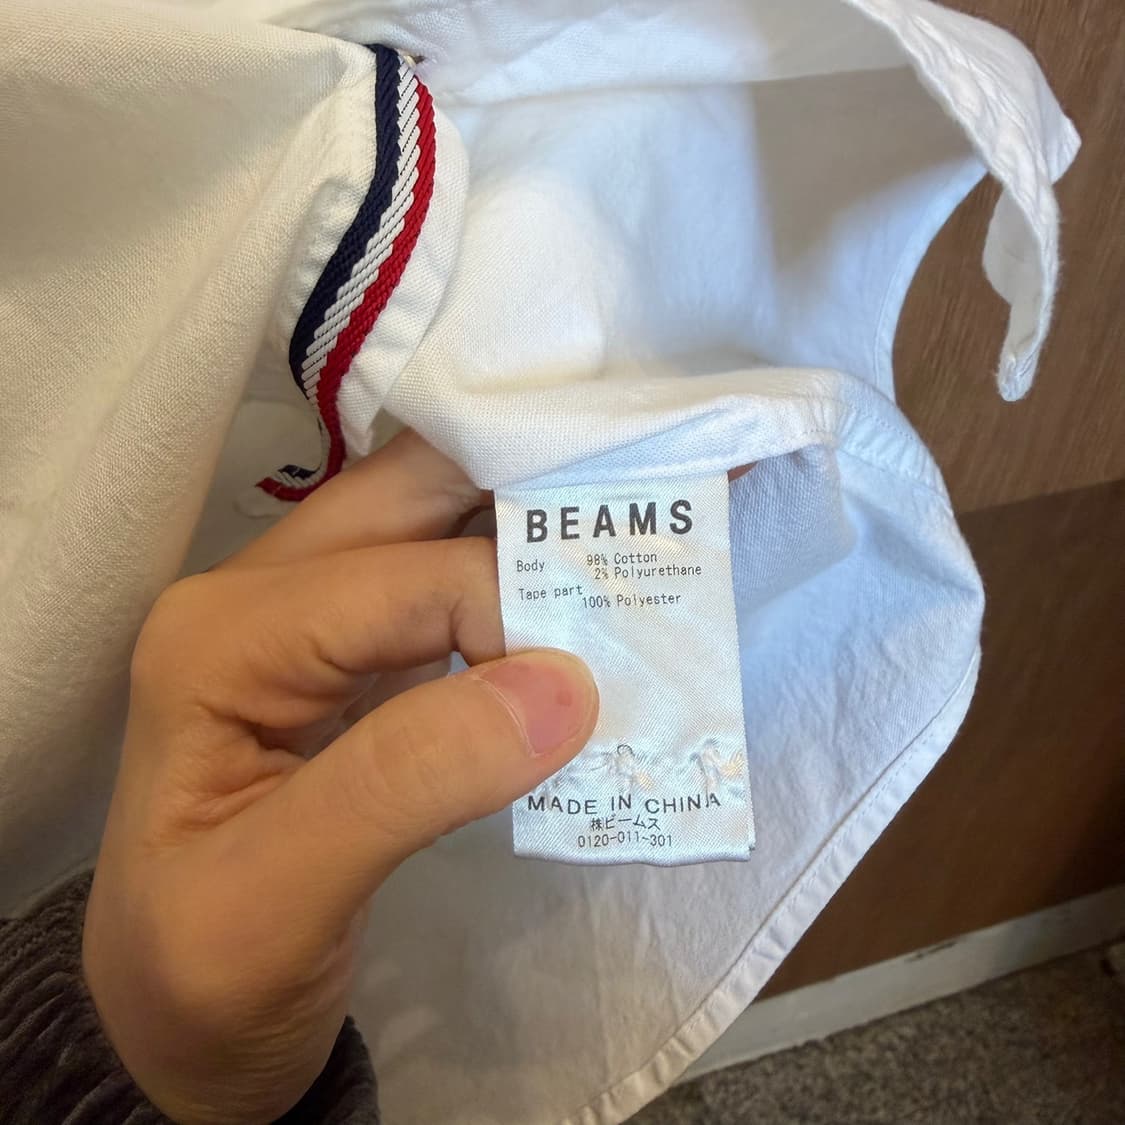 BEAMS
Body 98% Cotton
2% Polyurethane
Tape part
100% Polyester
MADE IN CHINA
㈱ビームス
0120-011-301